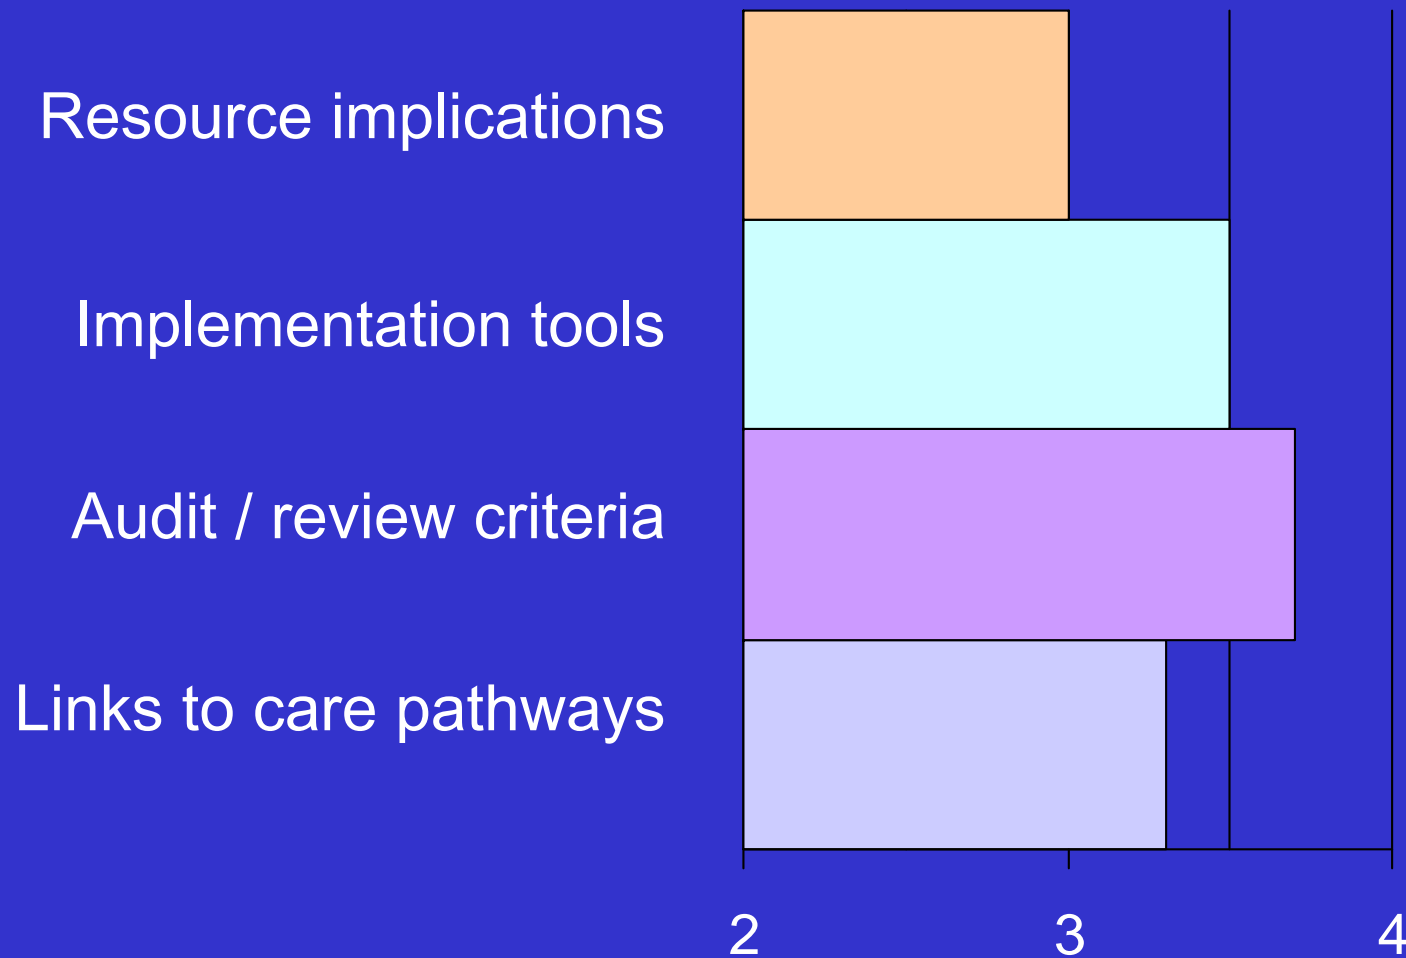 Resource implications
Implementation tools
Audit / review criteria
Links to care pathways
2 3 4